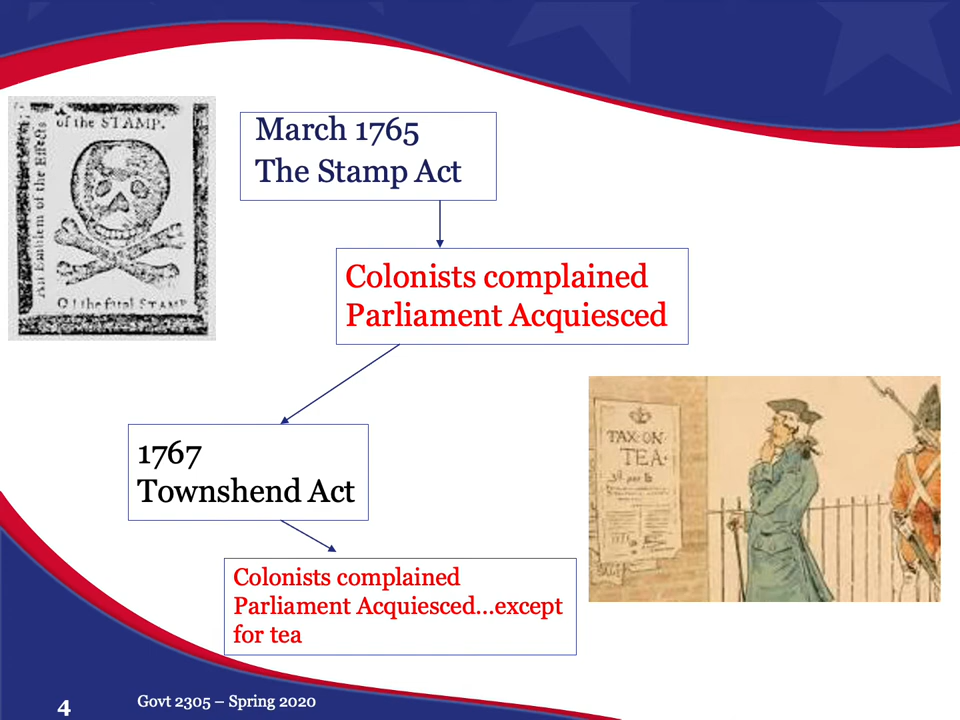 of the STAMP.
An Emblem of the Effects
O! the fatal STAMP
March 1765
The Stamp Act
Colonists complained
Parliament Acquiesced
1767
Townshend Act
TAX·ON·
TEA·
Colonists complained
Parliament Acquiesced...except
for tea
4
Govt 2305 – Spring 2020